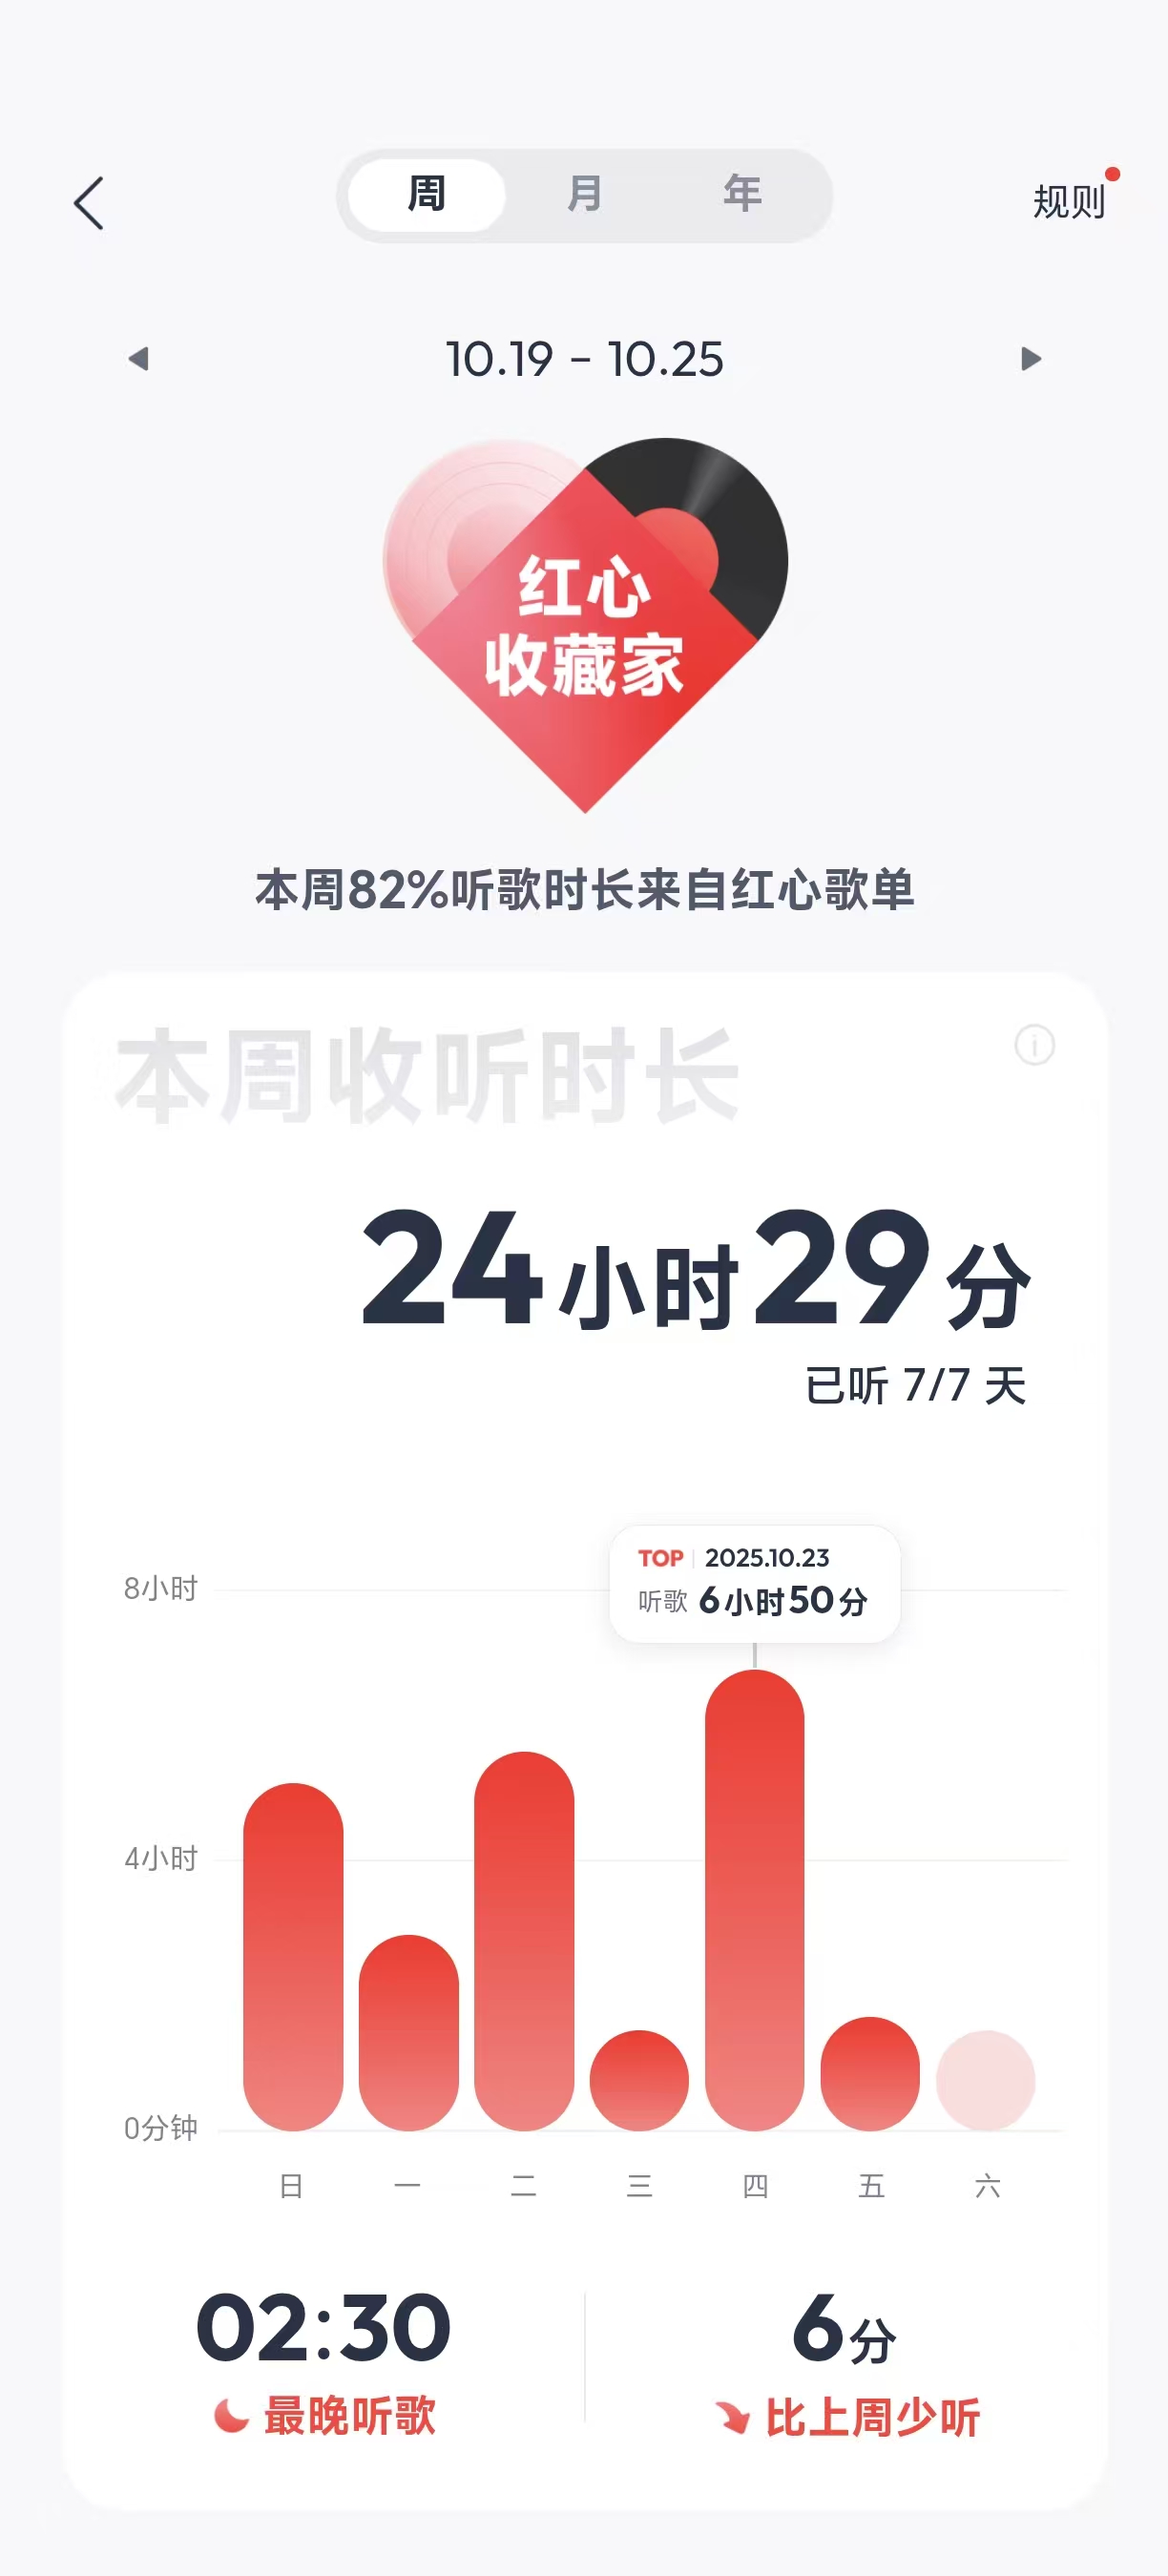 周 月 年 规则
10.19 - 10.25
红心
收藏家
本周82%听歌时长来自红心歌单
本周收听时长
24小时29分
已听 7/7 天
TOP 2025.10.23
听歌 6小时50分
8小时
4小时
0分钟
日 一 二 三 四 五 六
02:30 6分
最晚听歌 比上周少听